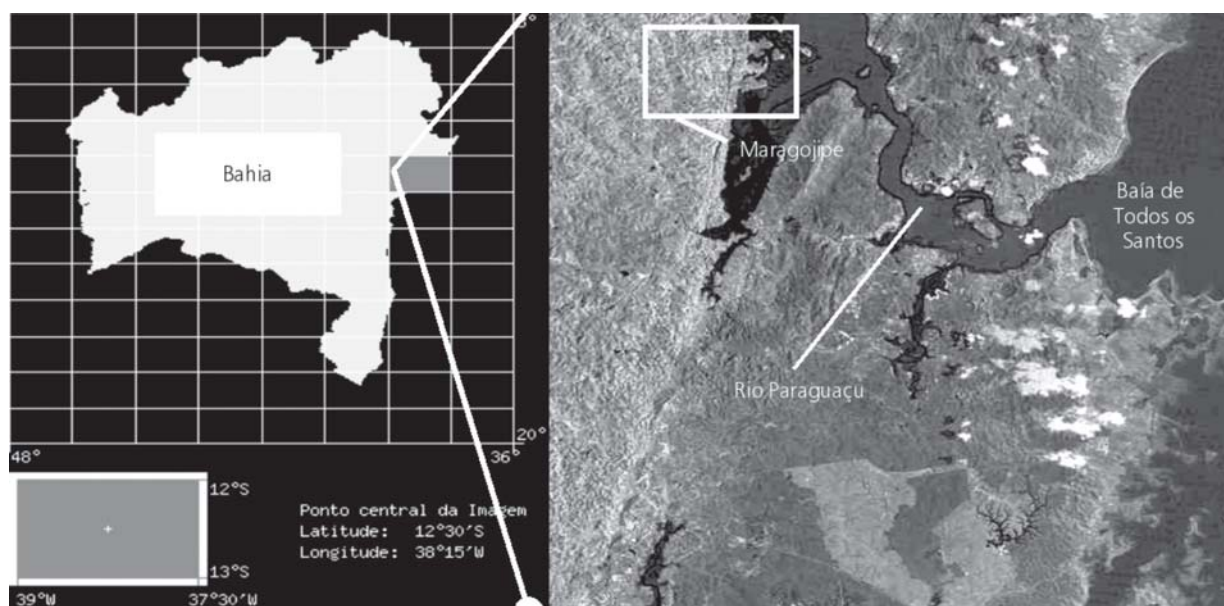 Bahia
8°
20°
48°
36°
12°S
13°S
39°W
37°30'W
Ponto central da Imagem
Latitude: 12°30'S
Longitude: 38°15'W
Maragojipe
Baía de
Todos os
Santos
Rio Paraguaçu